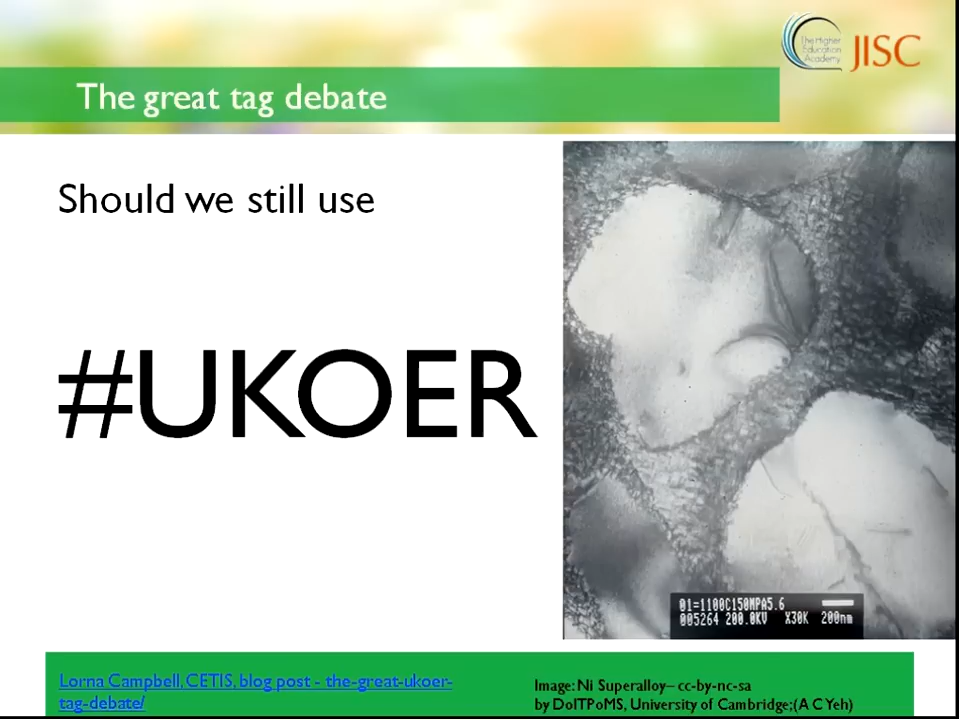 The Higher
Education
Academy
JISC
The great tag debate
Should we still use
#UKOER
01=1100C150MPA5.6
005264 200.0KV X30K 200nm
Lorna Campbell, CETIS, blog post - the-great-ukoer-
tag-debate/
Image: Ni Superalloy– cc-by-nc-sa
by DoITPoMS, University of Cambridge;(A C Yeh)